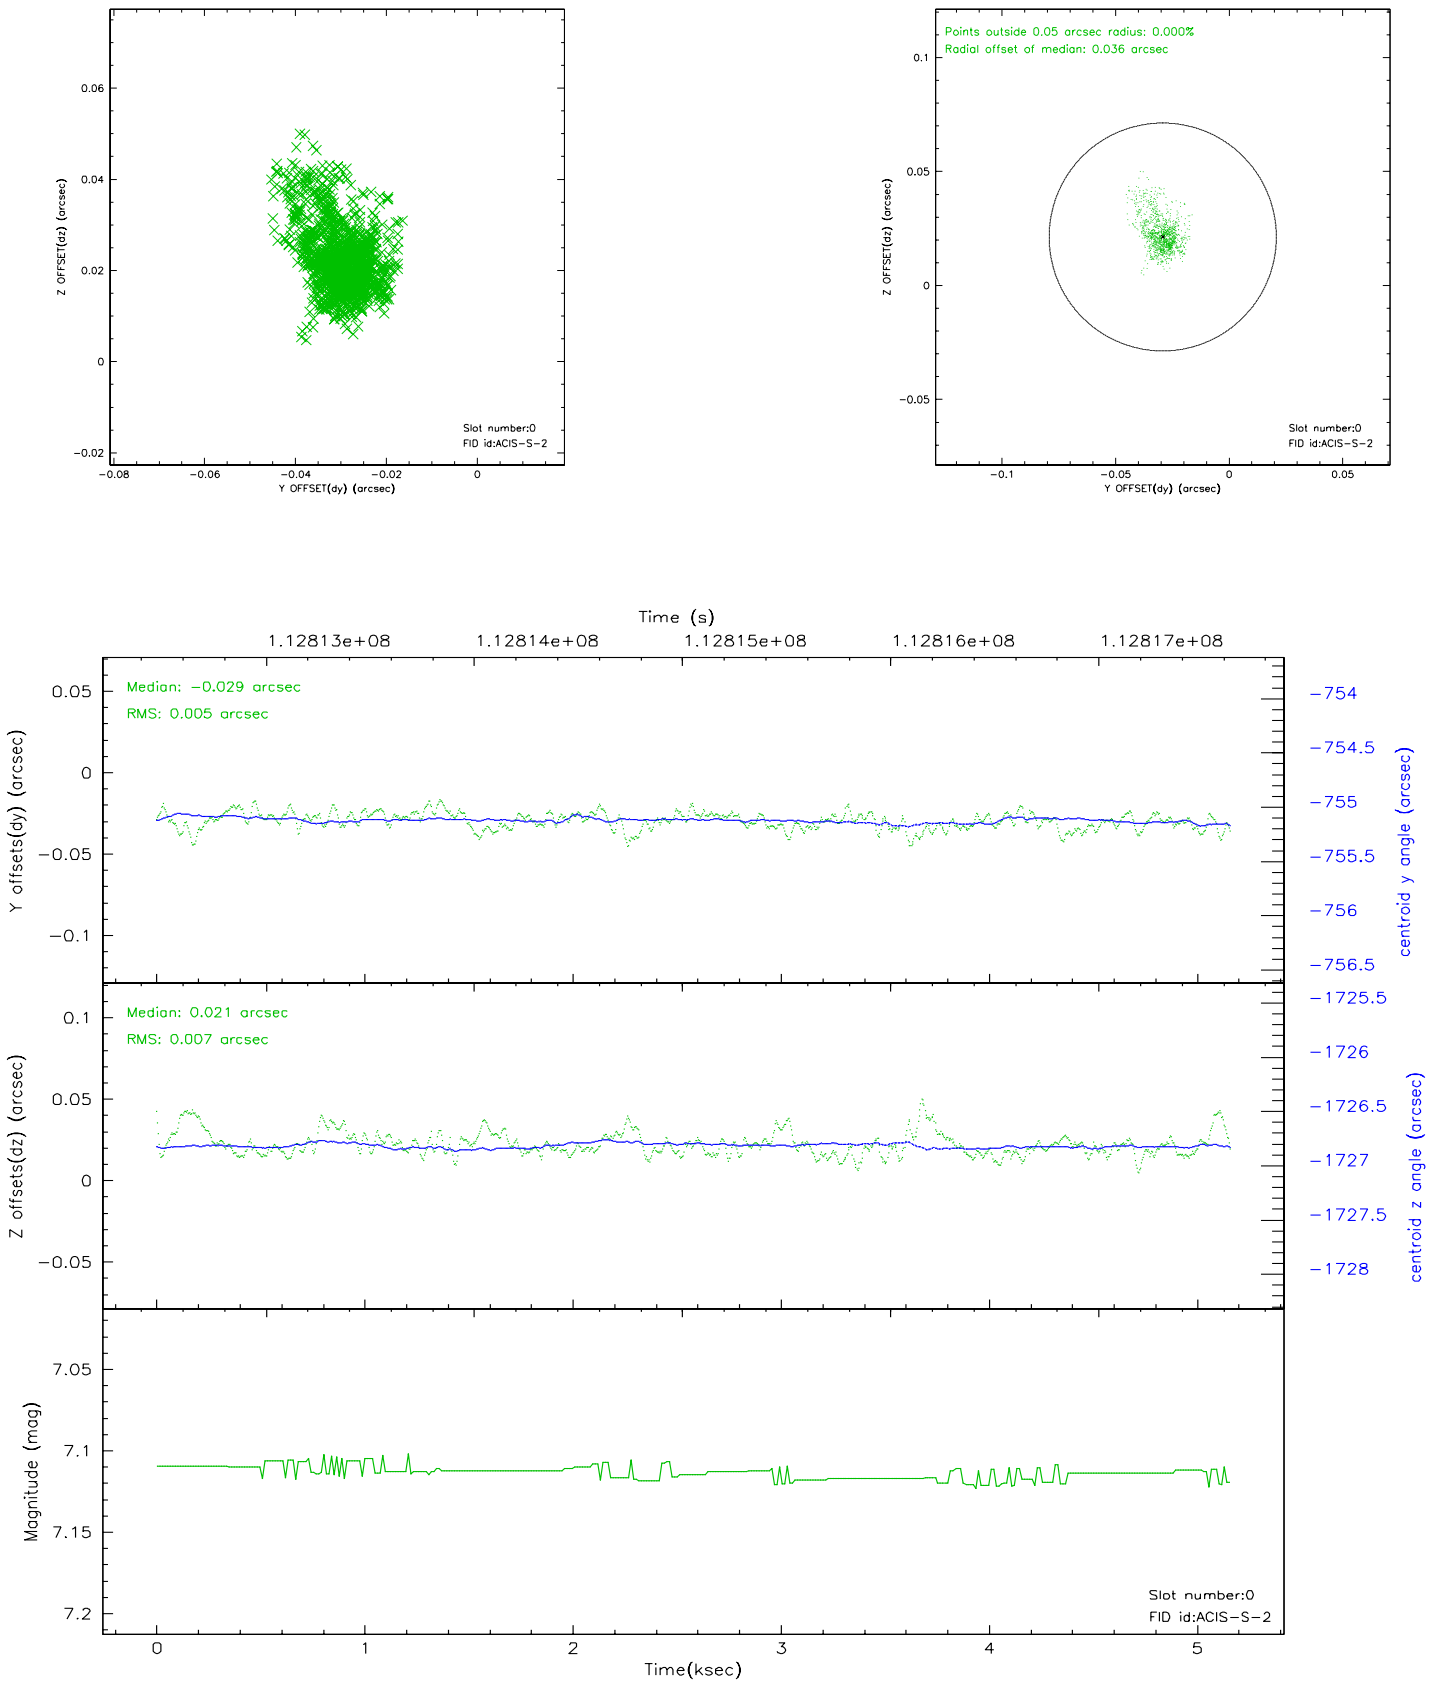 0.06
0.04
0.02
0
−0.02
Z OFFSET(dz) (arcsec)
Slot number:0
FID id:ACIS−S−2
−0.08 −0.06 −0.04 −0.02 0
Y OFFSET(dy) (arcsec)
Points outside 0.05 arcsec radius: 0.000%
Radial offset of median: 0.036 arcsec
0.1
0.05
0
−0.05
Z OFFSET(dz) (arcsec)
Slot number:0
FID id:ACIS−S−2
−0.1 −0.05 0 0.05
Y OFFSET(dy) (arcsec)
Time (s)
1.12813e+08 1.12814e+08 1.12815e+08 1.12816e+08 1.12817e+08
Median: −0.029 arcsec
RMS: 0.005 arcsec
0.05
0
−0.05
−0.1
Y offsets(dy) (arcsec)
−754
−754.5
−755
−755.5
−756
−756.5
centroid y angle (arcsec)
Median: 0.021 arcsec
RMS: 0.007 arcsec
0.1
0.05
0
−0.05
Z offsets(dz) (arcsec)
−1725.5
−1726
−1726.5
−1727
−1727.5
−1728
centroid z angle (arcsec)
7.05
7.1
7.15
7.2
Magnitude (mag)
Slot number:0
FID id:ACIS−S−2
0 1 2 3 4 5
Time(ksec)